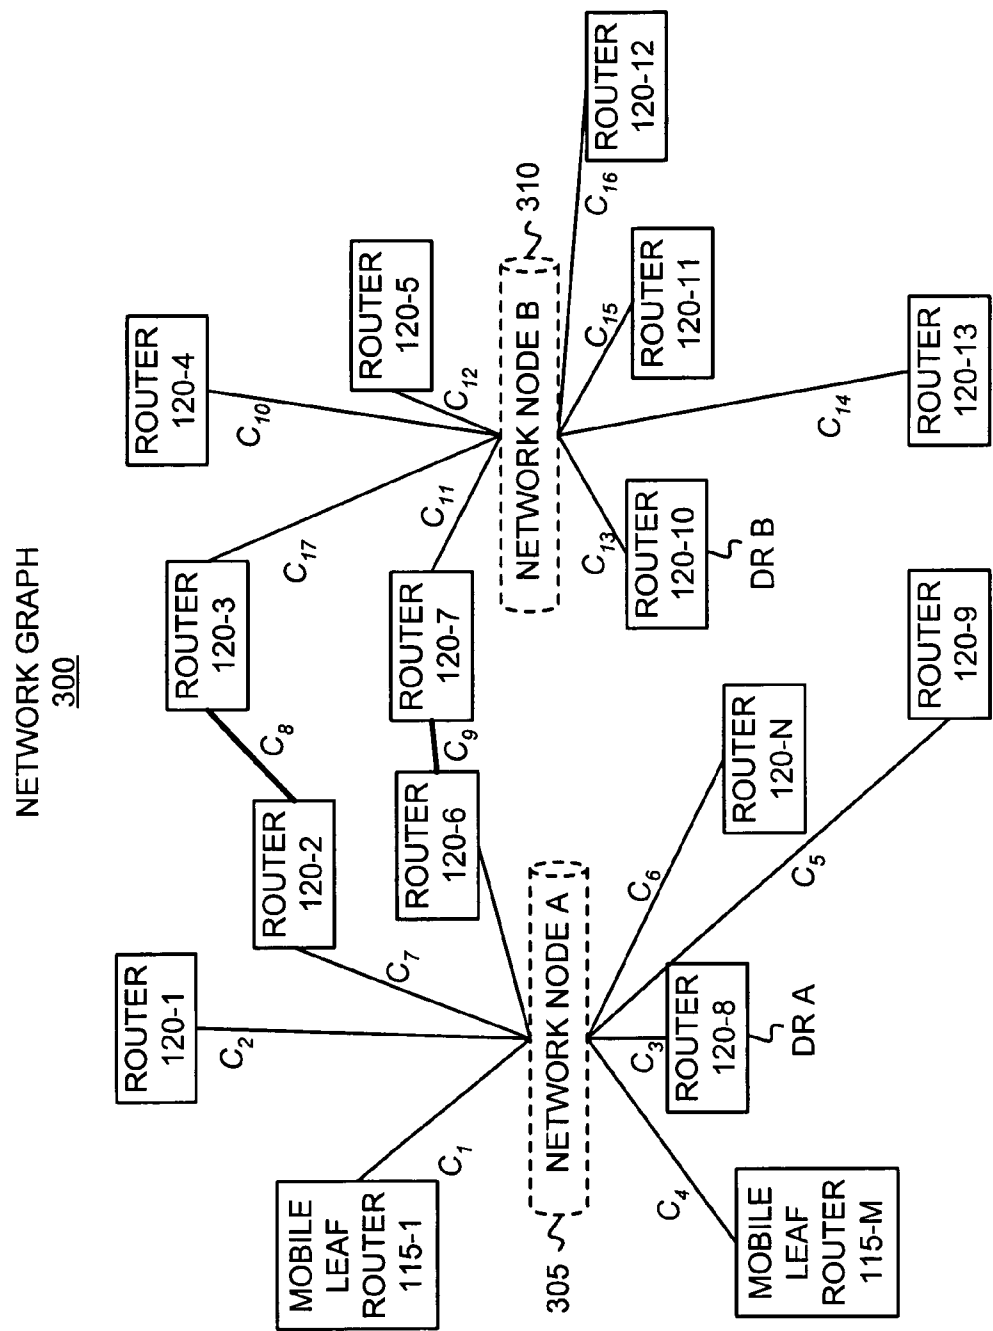 NETWORK GRAPH
300
ROUTER
120-1
ROUTER
120-4
ROUTER
120-3
ROUTER
120-2
ROUTER
120-5
MOBILE
LEAF
ROUTER
115-1
ROUTER
120-6
ROUTER
120-7
C1
C2
C7
C8
C9
C17
C10
C11
C12
305
NETWORK NODE A
NETWORK NODE B
310
C4
C3
C6
C5
C13
C14
C15
C16
MOBILE
LEAF
ROUTER
115-M
ROUTER
120-8
DR A
ROUTER
120-N
ROUTER
120-9
ROUTER
120-10
DR B
ROUTER
120-11
ROUTER
120-12
ROUTER
120-13